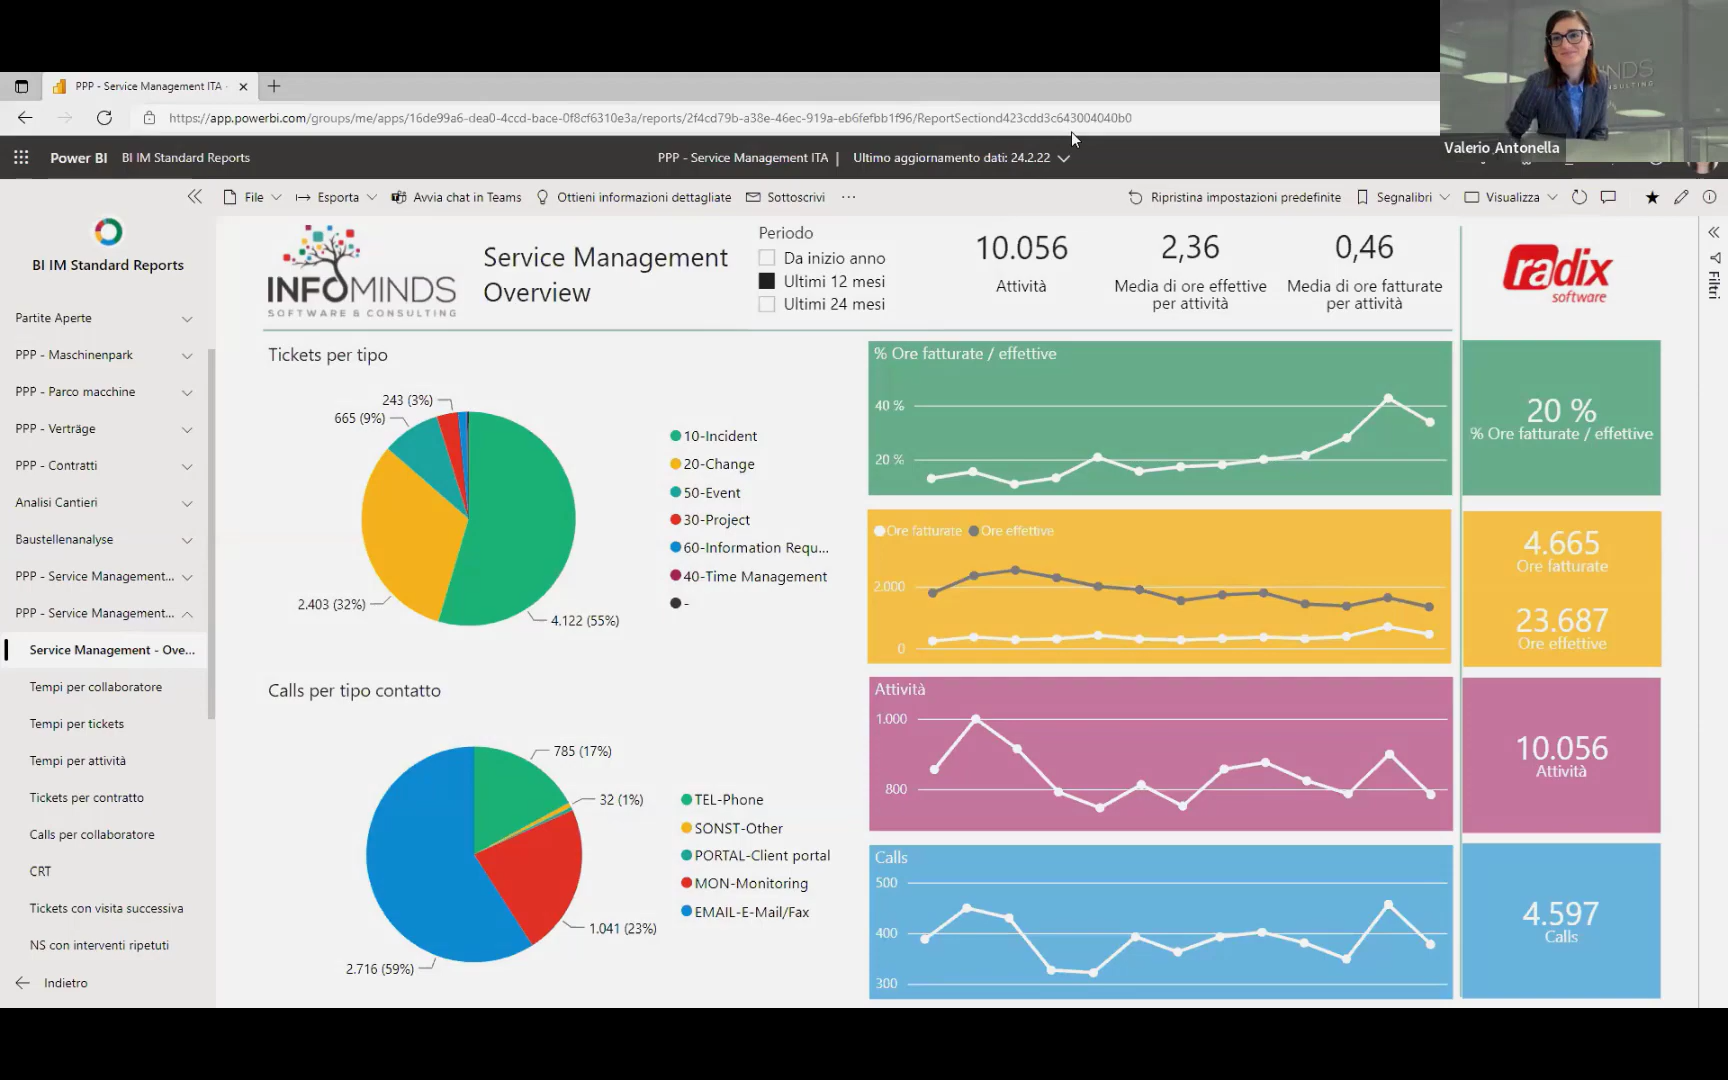 Valerio Antonella
PPP - Service Management ITA
https://app.powerbi.com/groups/me/apps/16de99a6-dea0-4ccd-bace-0f8cf6310e3a/reports/2f4cd79b-a38e-46ec-919a-eb6fefbb1f96/ReportSectiond423cdd3c643004040b0
Power BI BI IM Standard Reports
PPP - Service Management ITA | Ultimo aggiornamento dati: 24.2.22
File Esporta Avvia chat in Teams Ottieni informazioni dettagliate Sottoscrivi ...
Ripristina impostazioni predefinite Segnalibri Visualizza
BI IM Standard Reports
Partite Aperte
PPP - Maschinenpark
PPP - Parco macchine
PPP - Verträge
PPP - Contratti
Analisi Cantieri
Baustellenanalyse
PPP - Service Management...
PPP - Service Management...
Service Management - Ove...
Tempi per collaboratore
Tempi per tickets
Tempi per attività
Tickets per contratto
Calls per collaboratore
CRT
Tickets con visita successiva
NS con interventi ripetuti
Indietro
INFOMINDS
SOFTWARE & CONSULTING
Service Management
Overview
Periodo
Da inizio anno
Ultimi 12 mesi
Ultimi 24 mesi
10.056
Attività
2,36
Media di ore effettive
per attività
0,46
Media di ore fatturate
per attività
radix
software
Filtri
Tickets per tipo
243 (3%)
665 (9%)
2.403 (32%)
4.122 (55%)
10-Incident
20-Change
50-Event
30-Project
60-Information Requ...
40-Time Management
-
Calls per tipo contatto
785 (17%)
32 (1%)
1.041 (23%)
2.716 (59%)
TEL-Phone
SONST-Other
PORTAL-Client portal
MON-Monitoring
EMAIL-E-Mail/Fax
% Ore fatturate / effettive
40 %
20 %
20 %
% Ore fatturate / effettive
Ore fatturate Ore effettive
2.000
0
4.665
Ore fatturate
23.687
Ore effettive
Attività
1.000
800
10.056
Attività
Calls
500
400
300
4.597
Calls